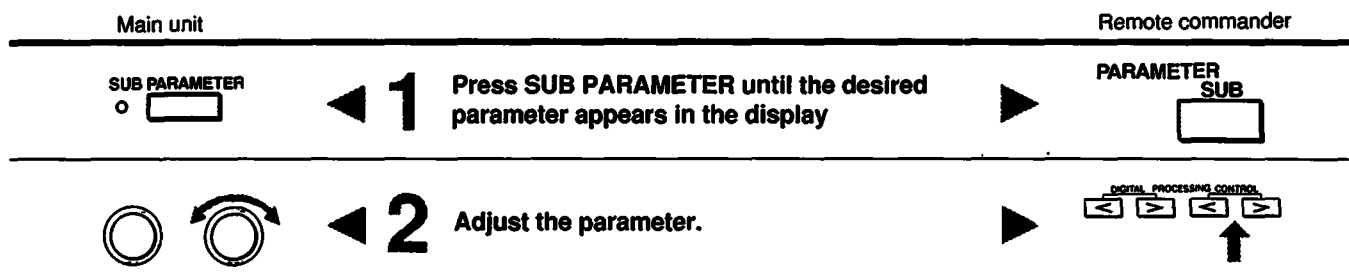 Main unit
Remote commander
SUB PARAMETER
1
Press SUB PARAMETER until the desired
parameter appears in the display
PARAMETER
SUB
2
Adjust the parameter.
DIGITAL PROCESSING CONTROL
< > < >